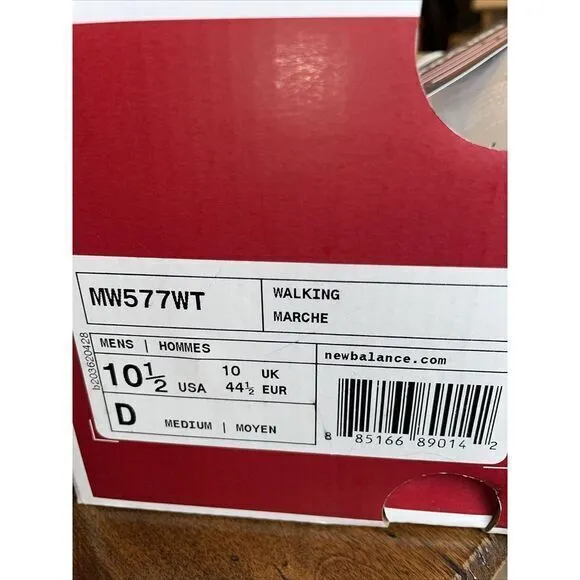 MW577WT
WALKING
MARCHE
b203620428
MENS | HOMMES
newbalance.com
10½ USA
10 UK
44½ EUR
D
MEDIUM | MOYEN
8 85166 89014 2